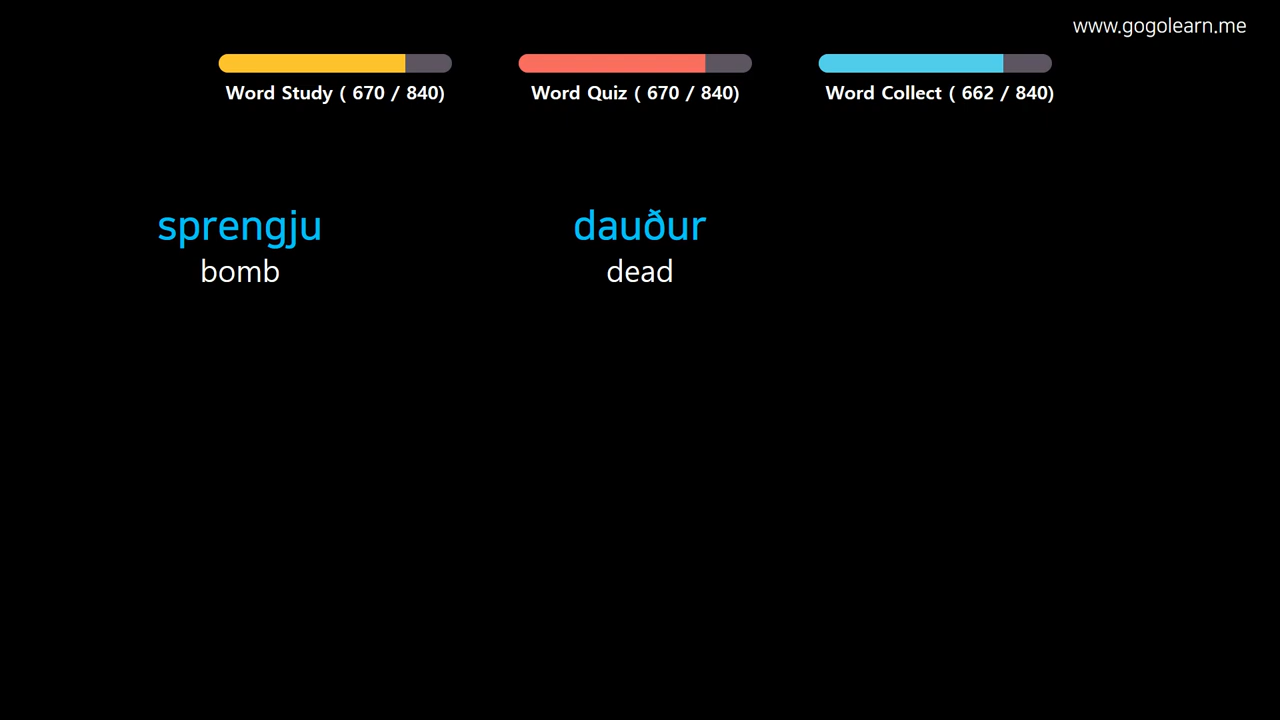 www.gogolearn.me
Word Study ( 670 / 840)
Word Quiz ( 670 / 840)
Word Collect ( 662 / 840)
sprengju
bomb
dauður
dead